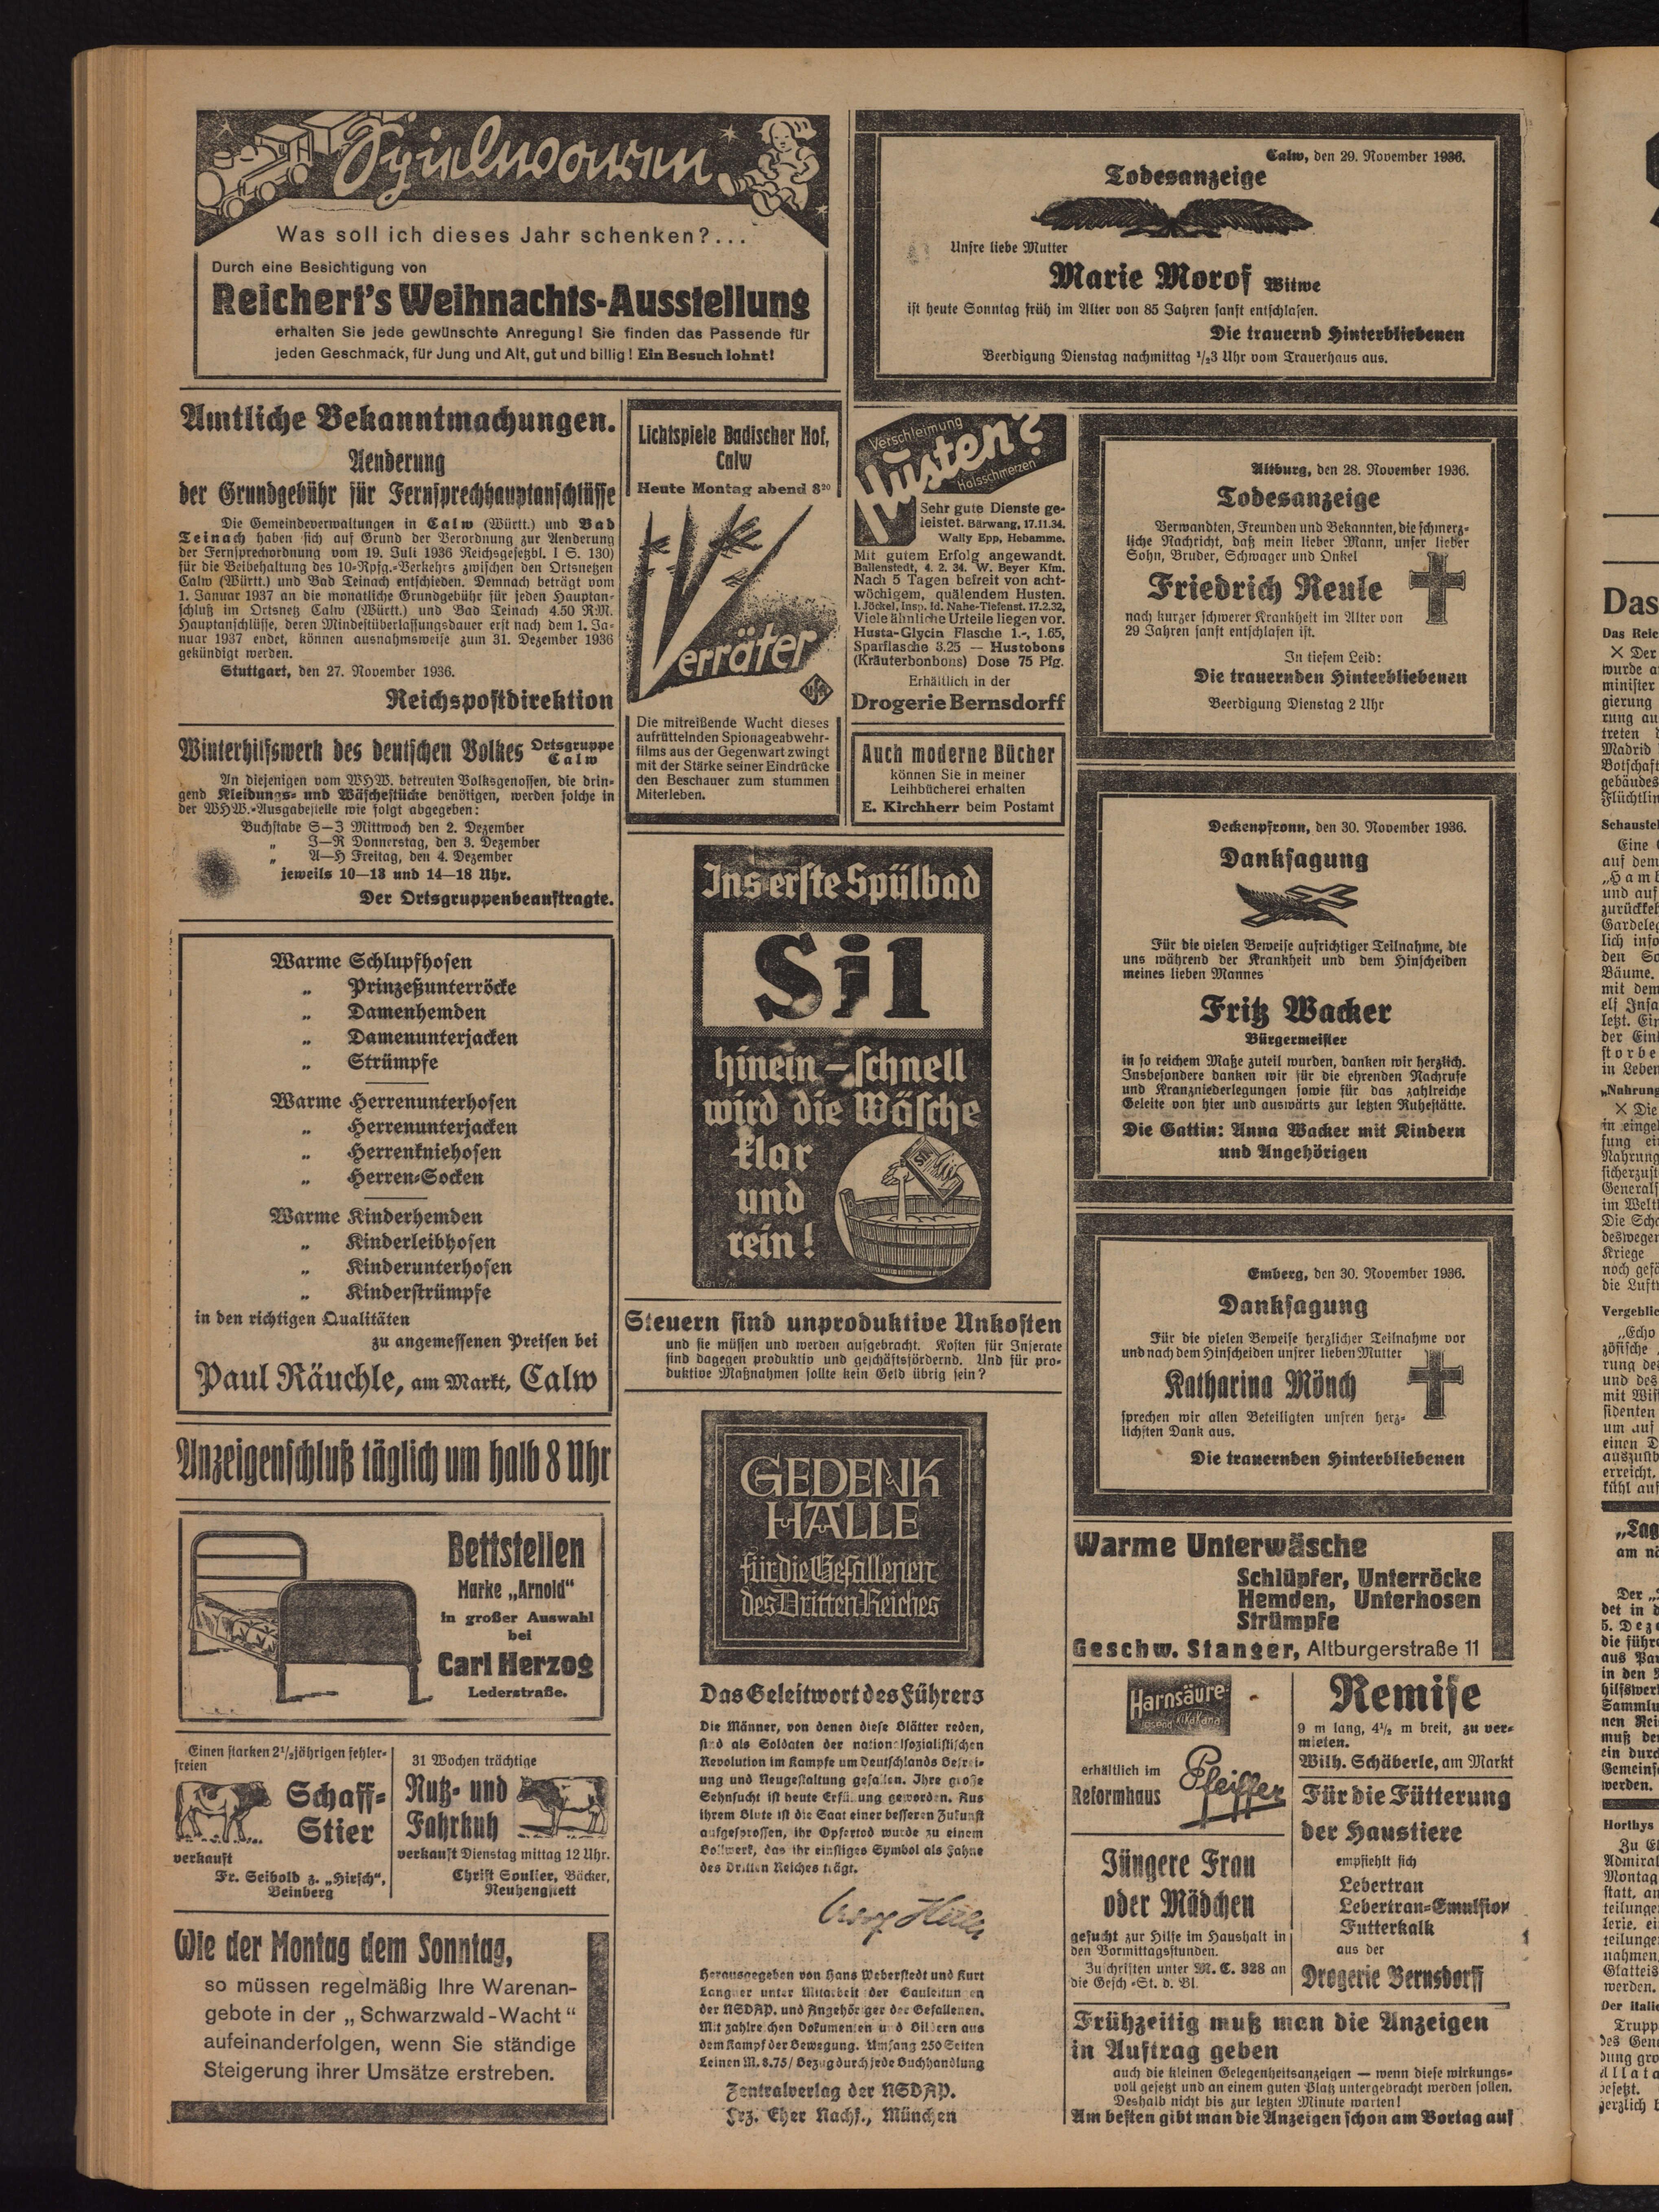 Spielwaren
Was soll ich dieses Jahr schenken?...
Durch eine Besichtigung von
Reichert's Weihnachts-Ausstellung
erhalten Sie jede gewünschte Anregung! Sie finden das Passende für
jeden Geschmack, für Jung und Alt, gut und billig! Ein Besuch lohnt!
Amtliche Bekanntmachungen.
Aenderung
der Grundgebühr für Fernsprechhauptanschlüsse
Die Gemeindeverwaltungen in Calw (Württ.) und Bad
Teinach haben sich auf Grund der Verordnung zur Aenderung
der Fernsprechordnung vom 19. Juli 1936 Reichsgesetzbl. I S. 130)
für die Beibehaltung des 10-Rpfg.-Verkehrs zwischen den Ortsnetzen
Calw (Württ.) und Bad Teinach entschieden. Demnach beträgt vom
1. Januar 1937 an die monatliche Grundgebühr für jeden Hauptan-
schluß im Ortsnetz Calw (Württ.) und Bad Teinach 4.50 RM.
Hauptanschlüsse, deren Mindestüberlassungsdauer erst nach dem 1. Ja-
nuar 1937 endet, können ausnahmsweise zum 31. Dezember 1936
gekündigt werden.
Stuttgart, den 27. November 1936.
Reichspostdirektion
Winterhilfswerk des deutschen Volkes Ortsgruppe
Calw
An diejenigen vom WHW. betreuten Volksgenossen, die drin-
gend Kleidungs- und Wäschestücke benötigen, werden solche in
der WHW.-Ausgabestelle wie folgt abgegeben:
Buchstabe S—Z Mittwoch den 2. Dezember
„ I—R Donnerstag, den 3. Dezember
„ A—H Freitag, den 4. Dezember
jeweils 10—13 und 14—18 Uhr.
Der Ortsgruppenbeauftragte.
Warme Schlupfhosen
„ Prinzeßunterröcke
„ Damenhemden
„ Damenunterjacken
„ Strümpfe
Warme Herrenunterhosen
„ Herrenunterjacken
„ Herrenkniehosen
„ Herren-Socken
Warme Kinderhemden
„ Kinderleibhosen
„ Kinderunterhosen
„ Kinderstrümpfe
in den richtigen Qualitäten
zu angemessenen Preisen bei
Paul Räuchle, am Markt, Calw
Anzeigenschluß täglich um halb 8 Uhr
Bettstellen
Marke „Arnold"
in großer Auswahl
bei
Carl Herzog
Lederstraße.
Einen starken 2½jährigen fehler-
freien
Schaff-
Stier
verkauft
Fr. Seibold z. „Hirsch",
Beinberg
31 Wochen trächtige
Nutz- und
Fahrkuh
verkauft Dienstag mittag 12 Uhr.
Christ Soulier, Bäcker,
Neuhengstett
Wie der Montag dem Sonntag,
so müssen regelmäßig Ihre Warenan-
gebote in der „Schwarzwald-Wacht"
aufeinanderfolgen, wenn Sie ständige
Steigerung ihrer Umsätze erstreben.
Lichtspiele Badischer Hof,
Calw
Heute Montag abend 8²⁰
Verräter
Ufa
Die mitreißende Wucht dieses
aufrüttelnden Spionageabwehr-
films aus der Gegenwart zwingt
mit der Stärke seiner Eindrücke
den Beschauer zum stummen
Miterleben.
Verschleimung
Husten?
Halsschmerzen
Sehr gute Dienste ge-
leistet. Bärwang, 17.11.34.
Wally Epp, Hebamme.
Mit gutem Erfolg angewandt.
Ballenstedt, 4. 2. 34. W. Beyer Kfm.
Nach 5 Tagen befreit von acht-
wöchigem, quälendem Husten.
I. Jöckel, Insp. Id. Nahe-Tiefenst. 17.2.32,
Viele ähnliche Urteile liegen vor.
Husta-Glycin Flasche 1.-, 1.65,
Sparflasche 3.25 — Hustobons
(Kräuterbonbons) Dose 75 Pfg.
Erhältlich in der
Drogerie Bernsdorff
Auch moderne Bücher
können Sie in meiner
Leihbücherei erhalten
E. Kirchherr beim Postamt
Ins erste Spülbad
Sil
hinein – schnell
wird die Wäsche
klar
und
rein!
Steuern sind unproduktive Unkosten
und sie müssen und werden aufgebracht. Kosten für Inserate
sind dagegen produktiv und geschäftsfördernd. Und für pro-
duktive Maßnahmen sollte kein Geld übrig sein?
GEDENK
HALLE
für die Gefallenen
des Dritten Reiches
Das Geleitwort des Führers
Die Männer, von denen diese Blätter reden,
sind als Soldaten der nationalsozialistischen
Revolution im Kampfe um Deutschlands Befrei-
ung und Neugestaltung gefallen. Ihre große
Sehnsucht ist heute Erfüllung geworden. Aus
ihrem Blute ist die Saat einer besseren Zukunft
aufgesprossen, ihr Opfertod wurde zu einem
Bollwerk, das ihr einstiges Symbol als Fahne
des Dritten Reiches trägt.
Herausgegeben von Hans Weberstedt und Kurt
Langner unter Mitarbeit der Gauleitungen
der NSDAP. und Angehöriger der Gefallenen.
Mit zahlreichen Dokumenten und Bildern aus
dem Kampf der Bewegung. Umfang 250 Seiten
Leinen M. 8.75 / Bezug durch jede Buchhandlung
Zentralverlag der NSDAP.
Frz. Eher Nachf., München
Calw, den 29. November 1936.
Todesanzeige
Unsre liebe Mutter
Marie Morof Witwe
ist heute Sonntag früh im Alter von 85 Jahren sanft entschlafen.
Die trauernd Hinterbliebenen
Beerdigung Dienstag nachmittag ½3 Uhr vom Trauerhaus aus.
Altburg, den 28. November 1936.
Todesanzeige
Verwandten, Freunden und Bekannten, die schmerz-
liche Nachricht, daß mein lieber Mann, unser lieber
Sohn, Bruder, Schwager und Onkel
Friedrich Reule
nach kurzer schwerer Krankheit im Alter von
29 Jahren sanft entschlafen ist.
In tiefem Leid:
Die trauernden Hinterbliebenen
Beerdigung Dienstag 2 Uhr
Deckenpfronn, den 30. November 1936.
Danksagung
Für die vielen Beweise aufrichtiger Teilnahme, die
uns während der Krankheit und dem Hinscheiden
meines lieben Mannes
Fritz Wacker
Bürgermeister
in so reichem Maße zuteil wurden, danken wir herzlich.
Insbesondere danken wir für die ehrenden Nachrufe
und Kranzniederlegungen sowie für das zahlreiche
Geleite von hier und auswärts zur letzten Ruhestätte.
Die Gattin: Anna Wacker mit Kindern
und Angehörigen
Emberg, den 30. November 1936.
Danksagung
Für die vielen Beweise herzlicher Teilnahme vor
und nach dem Hinscheiden unsrer lieben Mutter
Katharina Mönch
sprechen wir allen Beteiligten unsren herz-
lichsten Dank aus.
Die trauernden Hinterbliebenen
Warme Unterwäsche
Schlüpfer, Unterröcke
Hemden, Unterhosen
Strümpfe
Geschw. Stanger, Altburgerstraße 11
Harnsäure-
KiKaKana
erhältlich im
Reformhaus
Pfeiffer
Jüngere Frau
oder Mädchen
gesucht zur Hilfe im Haushalt in
den Vormittagsstunden.
Zuschriften unter M. C. 328 an
die Gesch.-St. d. Bl.
Remise
9 m lang, 4½ m breit, zu ver-
mieten.
Wilh. Schäberle, am Markt
Für die Fütterung
der Haustiere
empfiehlt sich
Lebertran
Lebertran-Emulsion
Futterkalk
aus der
Drogerie Bernsdorff
Frühzeitig muß man die Anzeigen
in Auftrag geben
auch die kleinen Gelegenheitsanzeigen — wenn diese wirkungs-
voll gesetzt und an einem guten Platz untergebracht werden sollen.
Deshalb nicht bis zur letzten Minute warten!
Am besten gibt man die Anzeigen schon am Vortag auf